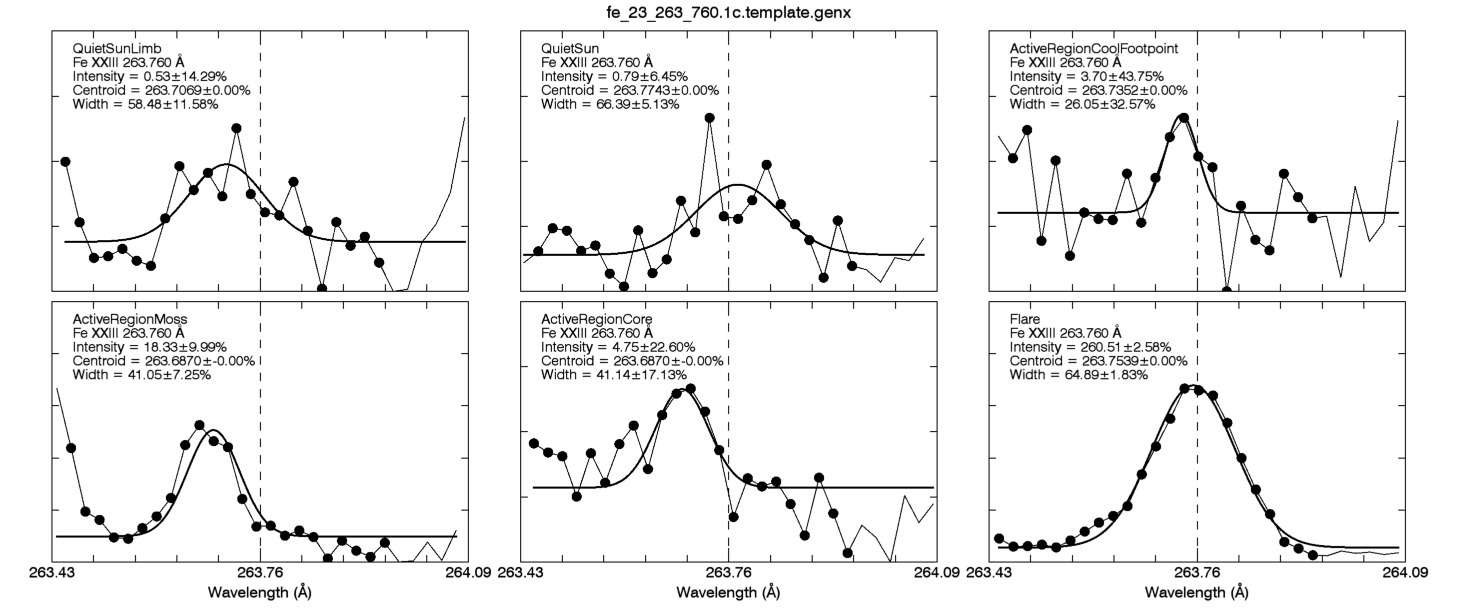 fe_23_263_760.1c.template.genx
QuietSunLimb
Fe XXIII 263.760 Å
Intensity = 0.53±14.29%
Centroid = 263.7069±0.00%
Width = 58.48±11.58%
QuietSun
Fe XXIII 263.760 Å
Intensity = 0.79±6.45%
Centroid = 263.7743±0.00%
Width = 66.39±5.13%
ActiveRegionCoolFootpoint
Fe XXIII 263.760 Å
Intensity = 3.70±43.75%
Centroid = 263.7352±0.00%
Width = 26.05±32.57%
ActiveRegionMoss
Fe XXIII 263.760 Å
Intensity = 18.33±9.99%
Centroid = 263.6870±-0.00%
Width = 41.05±7.25%
ActiveRegionCore
Fe XXIII 263.760 Å
Intensity = 4.75±22.60%
Centroid = 263.6870±-0.00%
Width = 41.14±17.13%
Flare
Fe XXIII 263.760 Å
Intensity = 260.51±2.58%
Centroid = 263.7539±0.00%
Width = 64.89±1.83%
263.43 263.76 264.09 263.43 263.76 264.09 263.43 263.76 264.09
Wavelength (Å) Wavelength (Å) Wavelength (Å)